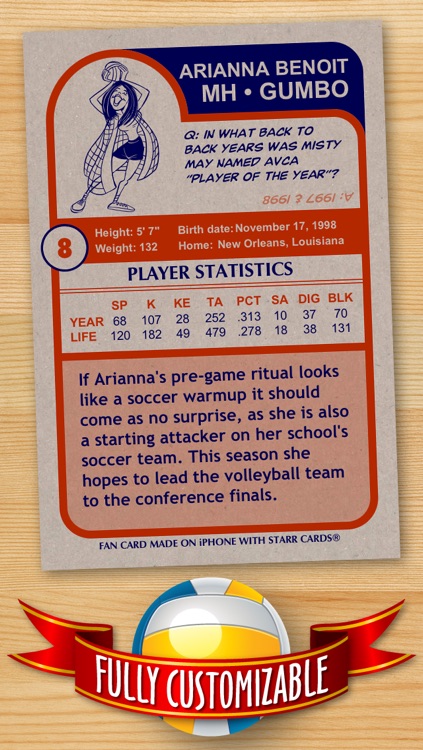 ARIANNA BENOIT
MH • GUMBO
Q: IN WHAT BACK TO
BACK YEARS WAS MISTY
MAY NAMED AVCA
"PLAYER OF THE YEAR"?
A: 1997 & 1998
8
Height: 5' 7" Birth date: November 17, 1998
Weight: 132 Home: New Orleans, Louisiana
PLAYER STATISTICS
SP K KE TA PCT SA DIG BLK
YEAR 68 107 28 252 .313 10 37 70
LIFE 120 182 49 479 .278 18 38 131
If Arianna's pre-game ritual looks
like a soccer warmup it should
come as no surprise, as she is also
a starting attacker on her school's
soccer team. This season she
hopes to lead the volleyball team
to the conference finals.
FAN CARD MADE ON iPHONE WITH STARR CARDS®
FULLY CUSTOMIZABLE